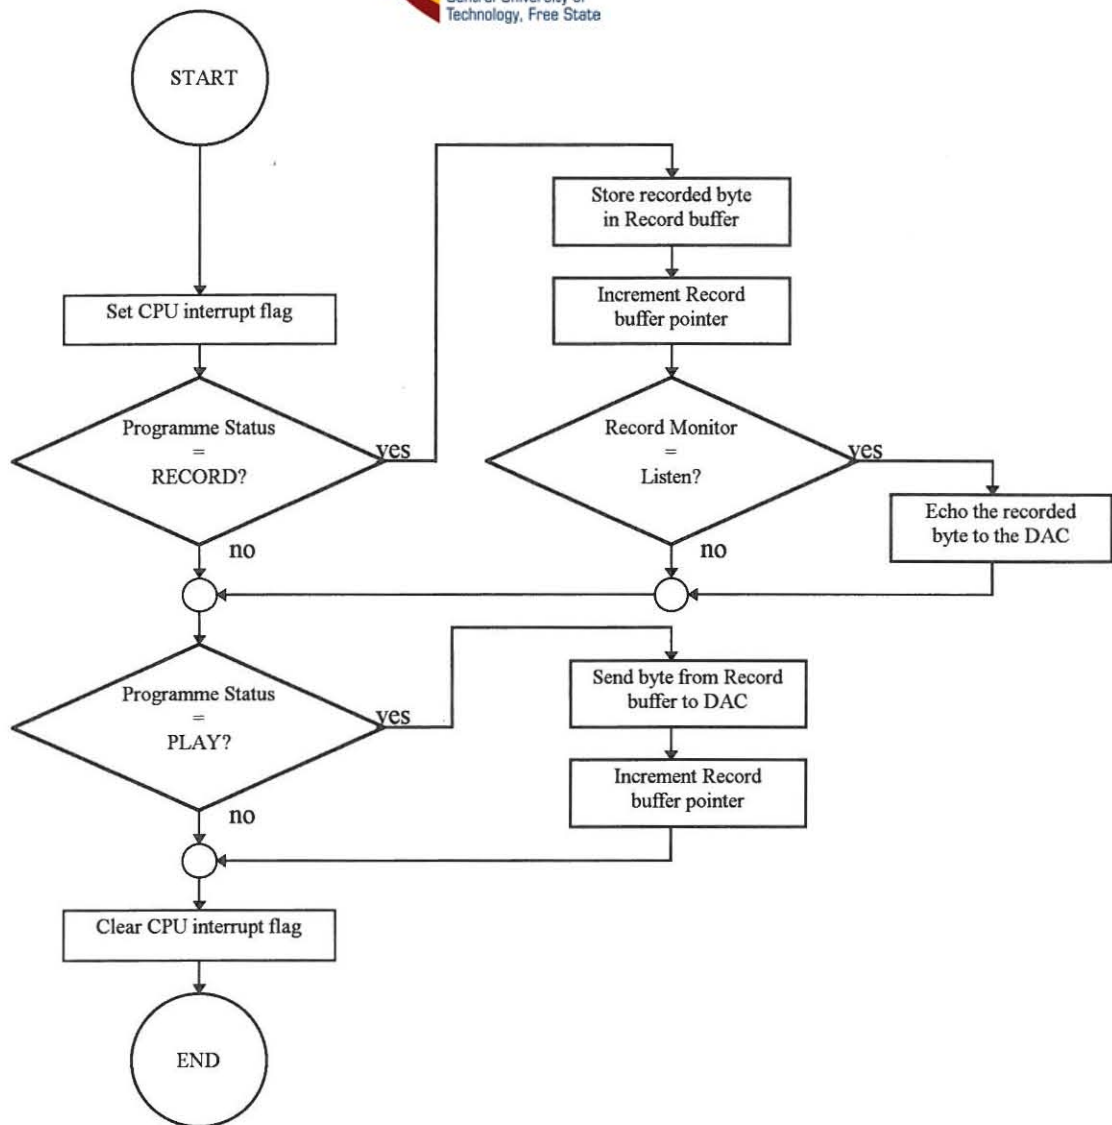 Technology, Free State
START
Set CPU interrupt flag
Programme Status
=
RECORD?
yes
no
Store recorded byte
in Record buffer
Increment Record
buffer pointer
Record Monitor
=
Listen?
yes
no
Echo the recorded
byte to the DAC
Programme Status
=
PLAY?
yes
no
Send byte from Record
buffer to DAC
Increment Record
buffer pointer
Clear CPU interrupt flag
END